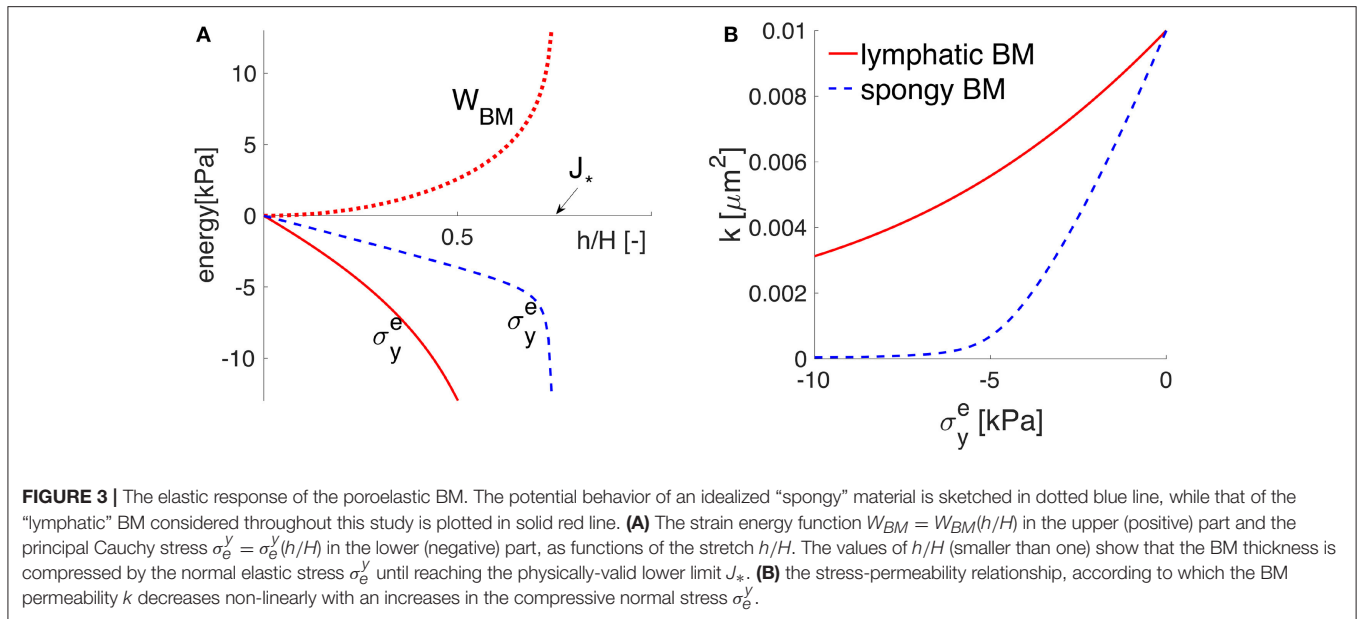 A
10
5
0
-5
-10
energy[kPa]
W_BM
J_*
0.5
h/H [-]
σ_y^e
σ_y^e
B
0.01
0.008
0.006
0.004
0.002
0
k [μm²]
lymphatic BM
spongy BM
-10
-5
0
σ_y^e [kPa]
FIGURE 3 | The elastic response of the poroelastic BM. The potential behavior of an idealized “spongy” material is sketched in dotted blue line, while that of the
“lymphatic” BM considered throughout this study is plotted in solid red line. (A) The strain energy function W_BM = W_BM(h/H) in the upper (positive) part and the
principal Cauchy stress σ_e^y = σ_e^y(h/H) in the lower (negative) part, as functions of the stretch h/H. The values of h/H (smaller than one) show that the BM thickness is
compressed by the normal elastic stress σ_e^y until reaching the physically-valid lower limit J_*. (B) the stress-permeability relationship, according to which the BM
permeability k decreases non-linearly with an increases in the compressive normal stress σ_e^y.